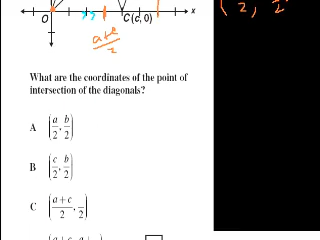 ( 2, 2
O C(c, 0) x
a+c/2
What are the coordinates of the point of
intersection of the diagonals?
A (a/2, b/2)
B (c/2, b/2)
C (a+c/2, /2)